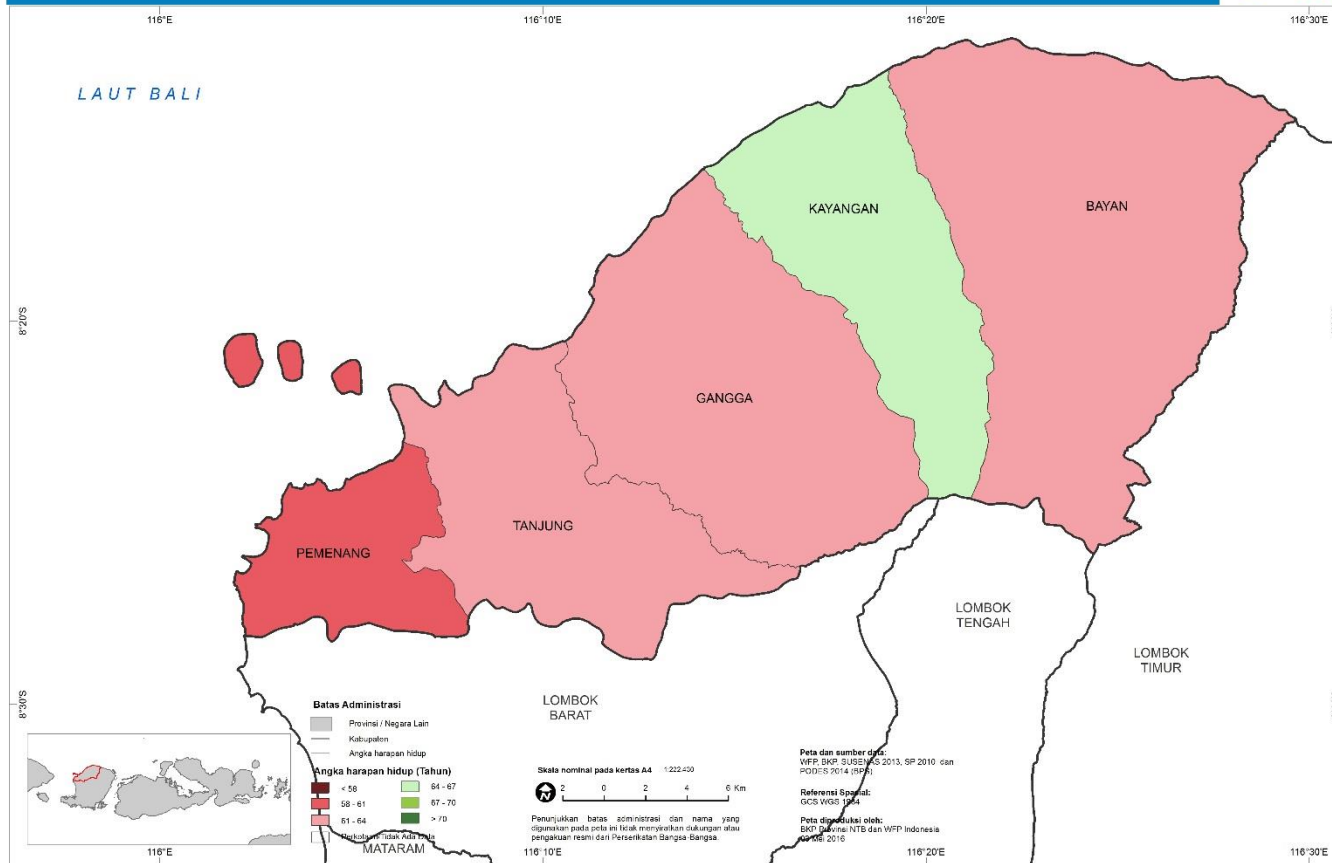 116°E 116°10'E 116°20'E 116°30'E
LAUT BALI
KAYANGAN
BAYAN
8°20'S
GANGGA
TANJUNG
PEMENANG
LOMBOK
TENGAH
LOMBOK
TIMUR
LOMBOK
BARAT
8°30'S
Batas Administrasi
Provinsi / Negara Lain
Kabupaten
Angka harapan hidup
Angka harapan hidup (Tahun)
< 58
58 - 61
61 - 64
64 - 67
67 - 70
> 70
Perkotaan/Tidak Ada Data
MATARAM
Skala nominal pada kertas A4 1:222.430
2 0 2 4 6 Km
Penunjukkan batas administrasi dan nama yang
digunakan pada peta ini tidak menyiratkan dukungan atau
pengakuan resmi dari Perserikatan Bangsa-Bangsa.
Peta dan sumber data:
WFP, BKP, SUSENAS 2013, SP 2010 dan
PODES 2014 (BPS)
Referensi Spasial:
GCS WGS 1984
Peta diproduksi oleh:
BKP Provinsi NTB dan WFP Indonesia
Mei 2016
116°E 116°10'E 116°20'E 116°30'E